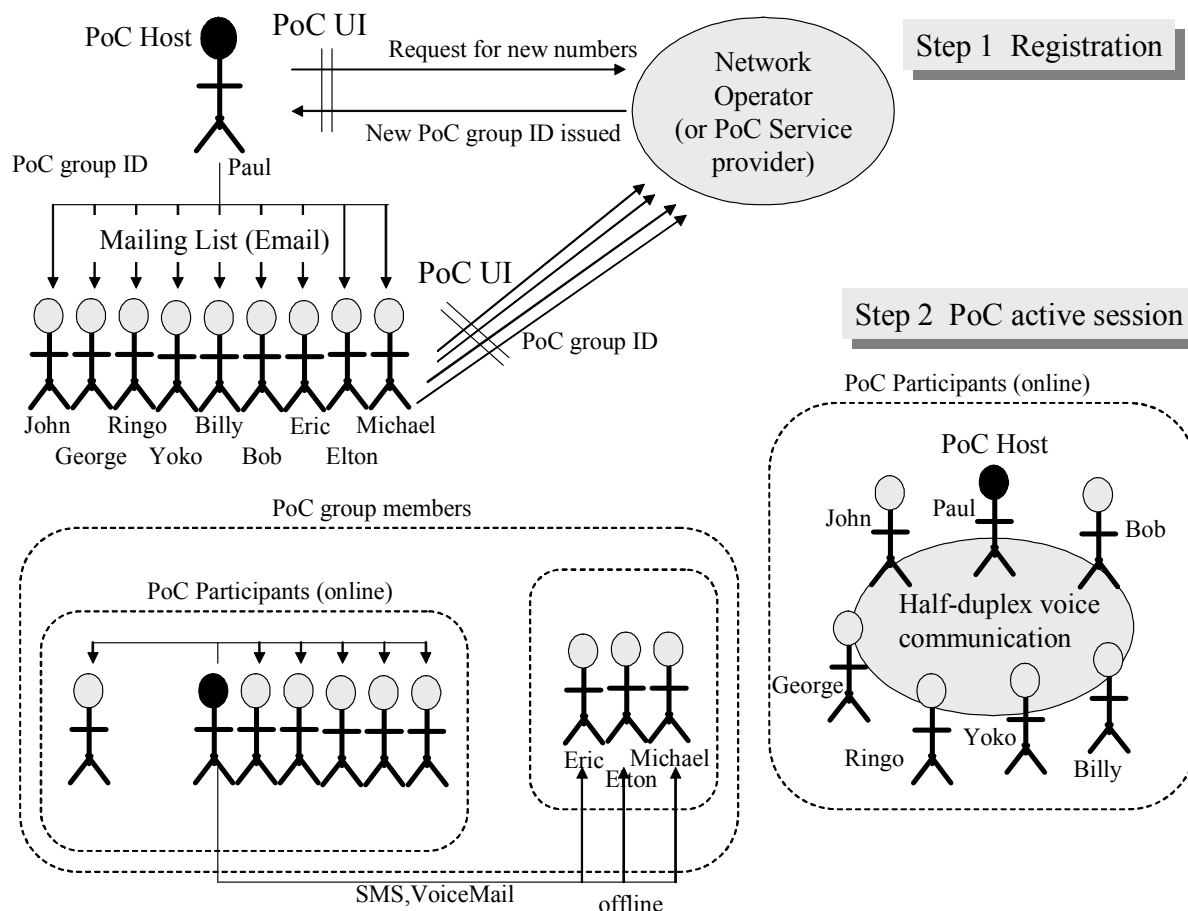 PoC Host
PoC UI
Request for new numbers
New PoC group ID issued
Network
Operator
(or PoC Service
provider)
Step 1 Registration
PoC group ID
Paul
Mailing List (Email)
PoC UI
PoC group ID
John
Ringo
Billy
Eric
Michael
George
Yoko
Bob
Elton
Step 2 PoC active session
PoC Participants (online)
PoC Host
John
Paul
Bob
Half-duplex voice
communication
George
Ringo
Yoko
Billy
PoC group members
PoC Participants (online)
Eric
Elton
Michael
SMS,VoiceMail
offline